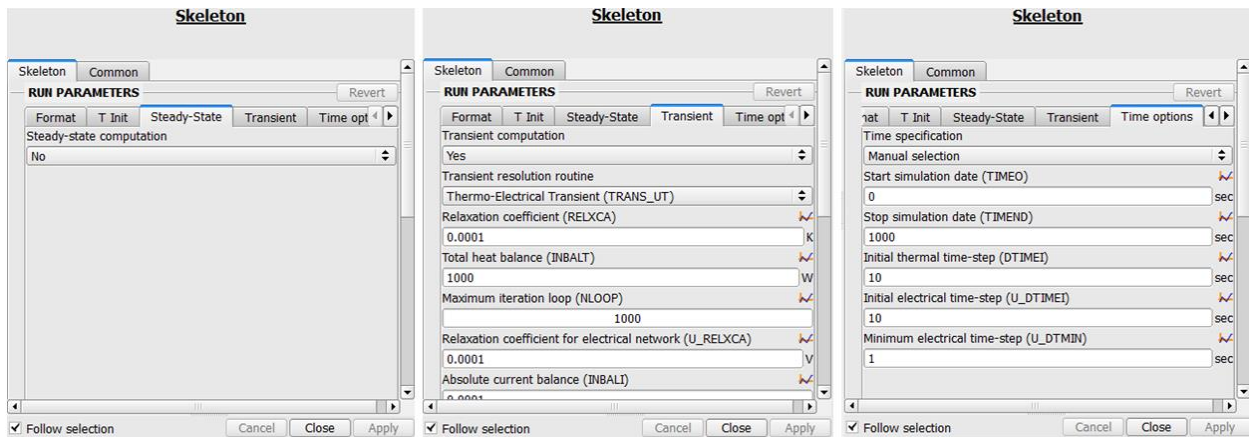 Skeleton
Skeleton Common
RUN PARAMETERS Revert
Format T Init Steady-State Transient Time opt
Steady-state computation
No
Follow selection Cancel Close Apply
Skeleton
Skeleton Common
RUN PARAMETERS Revert
Format T Init Steady-State Transient Time opt
Transient computation
Yes
Transient resolution routine
Thermo-Electrical Transient (TRANS_UT)
Relaxation coefficient (RELXCA)
0.0001 K
Total heat balance (INBALT)
1000 W
Maximum iteration loop (NLOOP)
1000
Relaxation coefficient for electrical network (U_RELXCA)
0.0001 V
Absolute current balance (INBALI)
0.0001
Follow selection Cancel Close Apply
Skeleton
Skeleton Common
RUN PARAMETERS Revert
nat T Init Steady-State Transient Time options
Time specification
Manual selection
Start simulation date (TIMEO)
0 sec
Stop simulation date (TIMEND)
1000 sec
Initial thermal time-step (DTIMEI)
10 sec
Initial electrical time-step (U_DTIMEI)
10 sec
Minimum electrical time-step (U_DTMIN)
1 sec
Follow selection Cancel Close Apply